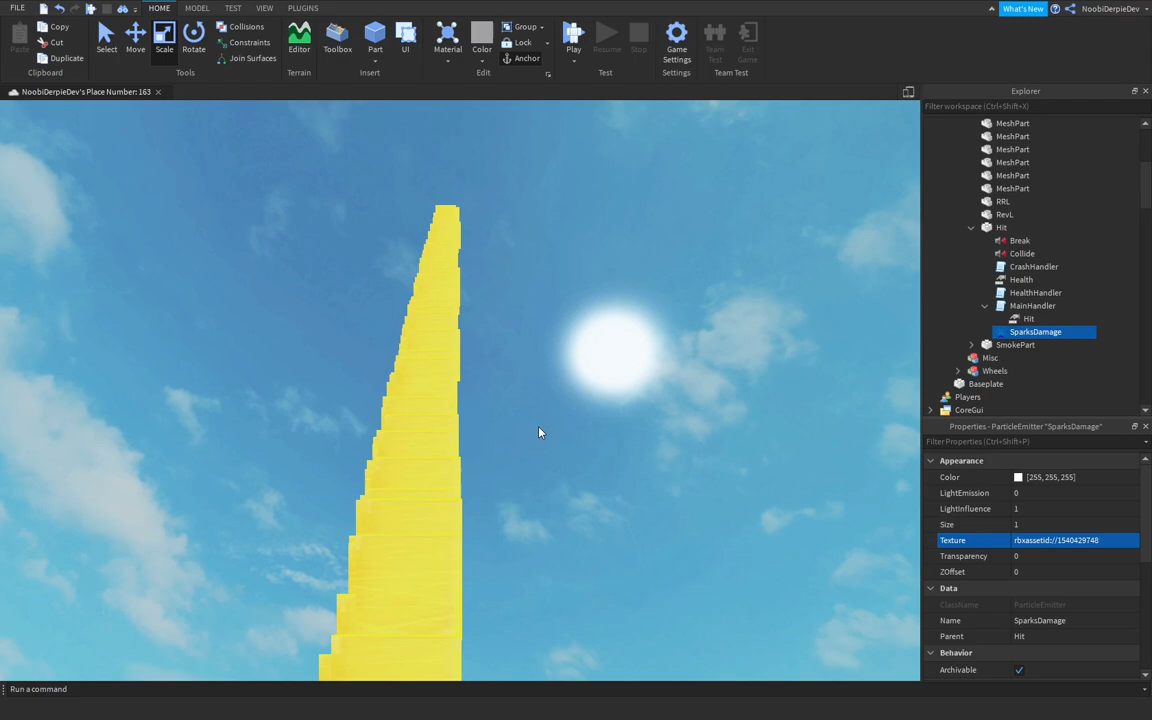 FILE HOME MODEL TEST VIEW PLUGINS What's New NoobiDerpieDev
Paste Copy Cut Duplicate Clipboard
Select Move Scale Rotate Collisions Constraints Join Surfaces Tools
Editor Terrain
Toolbox Part UI Insert
Material Color Group Lock Anchor Edit
Play Resume Stop Test
Game Settings Settings
Team Test Exit Game Team Test
NoobiDerpieDev's Place Number: 163
Explorer
Filter workspace (Ctrl+Shift+X)
MeshPart
MeshPart
MeshPart
MeshPart
MeshPart
MeshPart
RRL
RevL
Hit
Break
Collide
CrashHandler
Health
HealthHandler
MainHandler
Hit
SparksDamage
SmokePart
Misc
Wheels
Baseplate
Players
CoreGui
Properties - ParticleEmitter "SparksDamage"
Filter Properties (Ctrl+Shift+P)
Appearance
Color [255, 255, 255]
LightEmission 0
LightInfluence 1
Size 1
Texture rbxassetid://1540429748
Transparency 0
ZOffset 0
Data
ClassName ParticleEmitter
Name SparksDamage
Parent Hit
Behavior
Archivable
Run a command